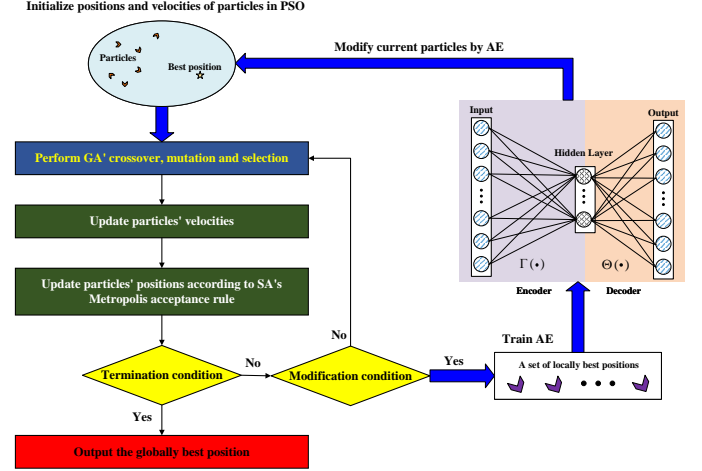 Initialize positions and velocities of particles in PSO
Particles
Best position
Modify current particles by AE
Input
Output
Hidden Layer
Γ(•)
Θ(•)
Encoder
Decoder
Perform GA' crossover, mutation and selection
Update particles' velocities
Update particles' positions according to SA's
Metropolis acceptance rule
No
Termination condition
No
Modification condition
Yes
Train AE
A set of locally best positions
Yes
Output the globally best position